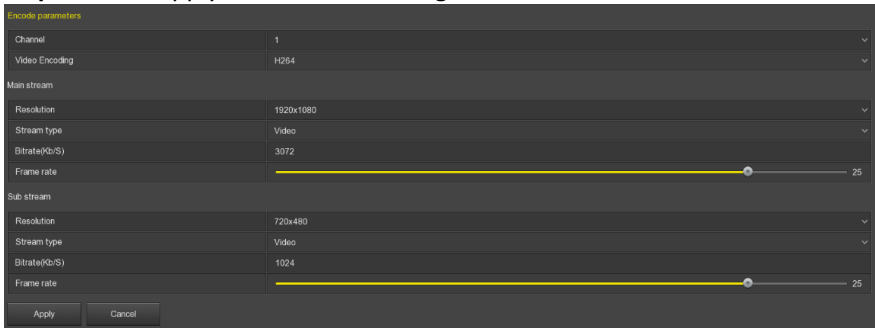 Encode parameters
Channel 1
Video Encoding H264
Main stream
Resolution 1920x1080
Stream type Video
Bitrate(Kb/S) 3072
Frame rate 25
Sub stream
Resolution 720x480
Stream type Video
Bitrate(Kb/S) 1024
Frame rate 25
Apply Cancel